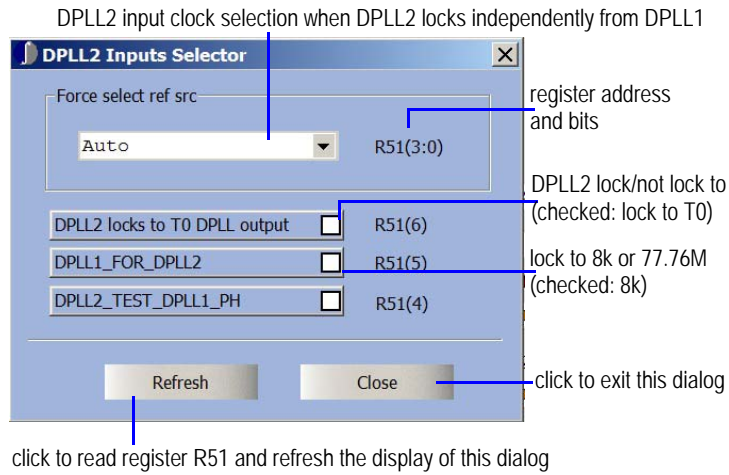 DPLL2 input clock selection when DPLL2 locks independently from DPLL1
DPLL2 Inputs Selector
Force select ref src
Auto
R51(3:0)
register address
and bits
DPLL2 locks to T0 DPLL output
R51(6)
DPLL2 lock/not lock to
(checked: lock to T0)
DPLL1_FOR_DPLL2
R51(5)
lock to 8k or 77.76M
(checked: 8k)
DPLL2_TEST_DPLL1_PH
R51(4)
Refresh
Close
click to exit this dialog
click to read register R51 and refresh the display of this dialog